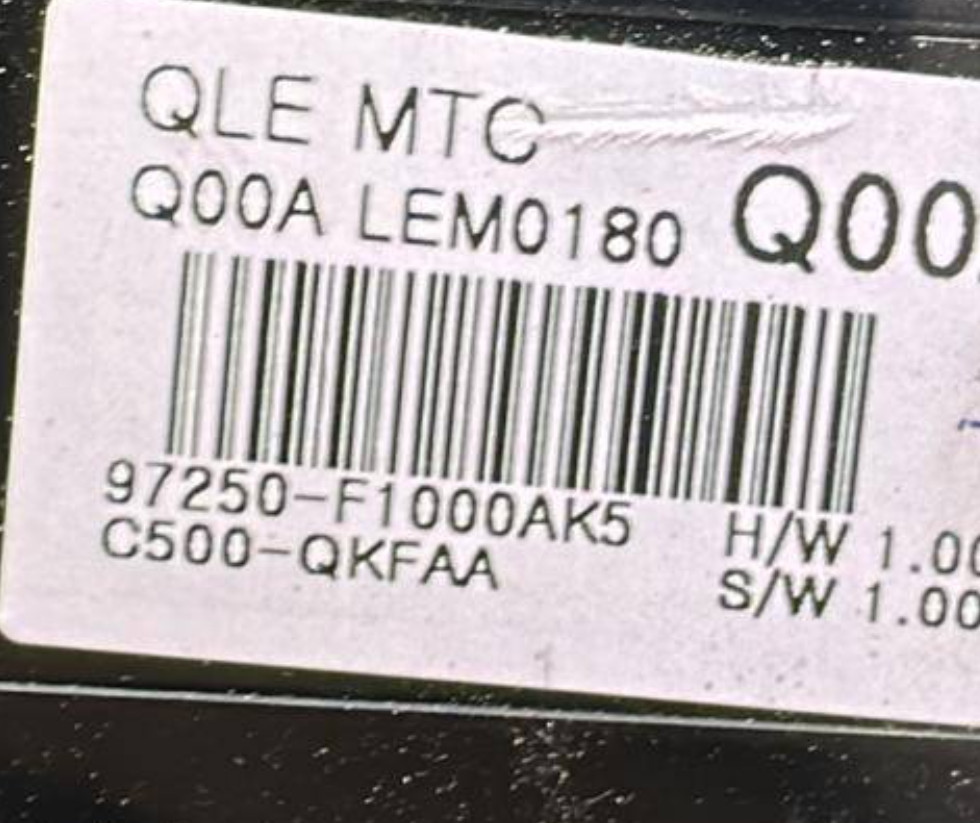 QLE MTC
Q00A LEM0180 Q00
97250-F1000AK5 H/W 1.00
C500-QKFAA S/W 1.00